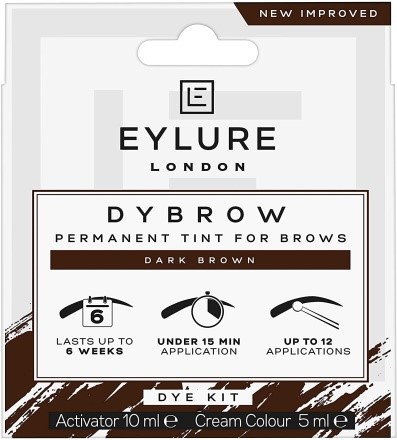 NEW IMPROVED
E
EYLURE
LONDON
DYBROW
PERMANENT TINT FOR BROWS
DARK BROWN
6
LASTS UP TO
6 WEEKS
UNDER 15 MIN
APPLICATION
UP TO 12
APPLICATIONS
DYE KIT
Activator 10 ml ℮ Cream Colour 5 ml ℮